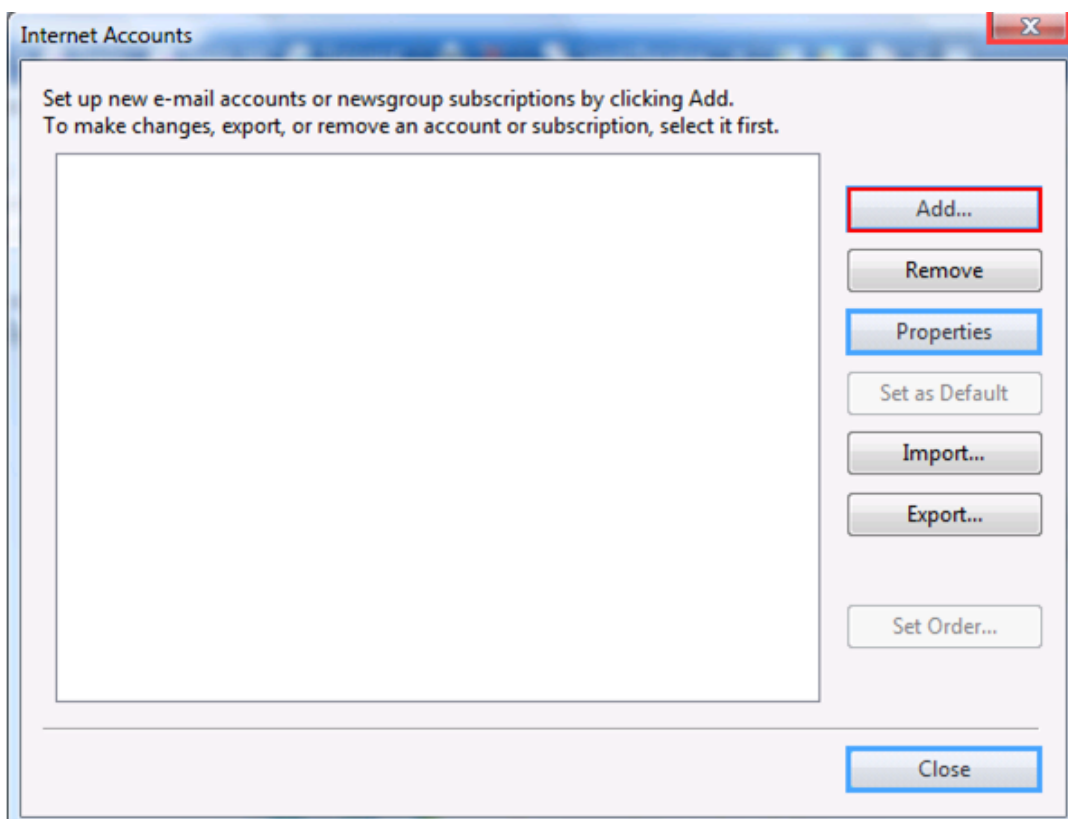 Internet Accounts
Set up new e-mail accounts or newsgroup subscriptions by clicking Add.
To make changes, export, or remove an account or subscription, select it first.
Add...
Remove
Properties
Set as Default
Import...
Export...
Set Order...
Close